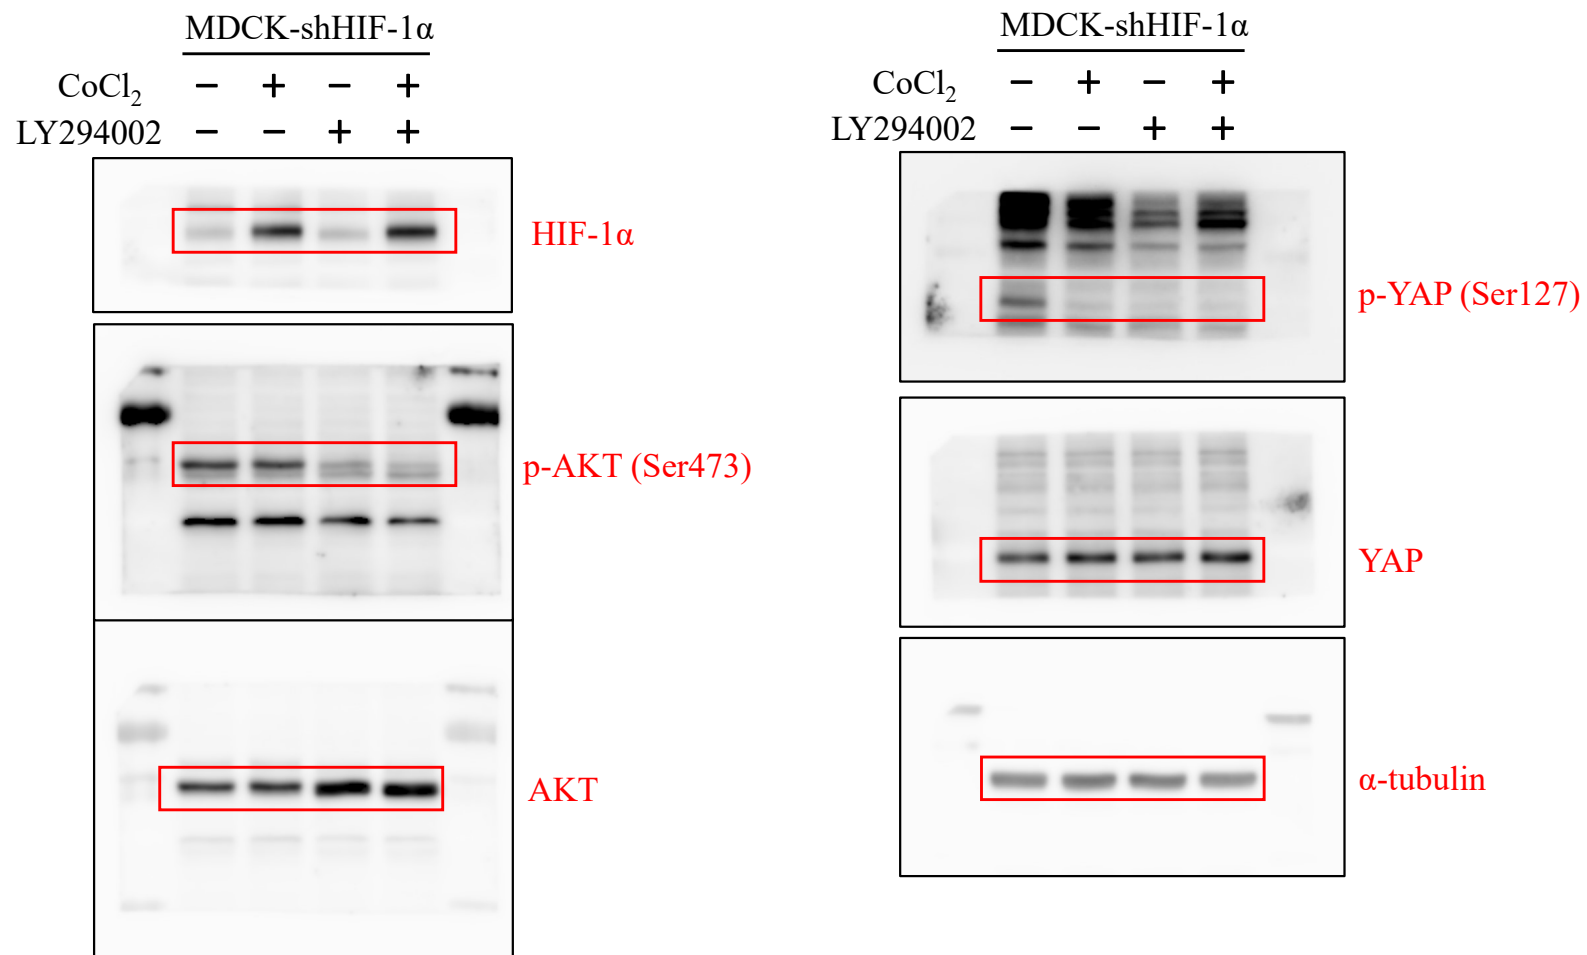 MDCK-shHIF-1α
CoCl₂ − + − +
LY294002 − − + +
HIF-1α
p-AKT (Ser473)
AKT
MDCK-shHIF-1α
CoCl₂ − + − +
LY294002 − − + +
p-YAP (Ser127)
YAP
α-tubulin